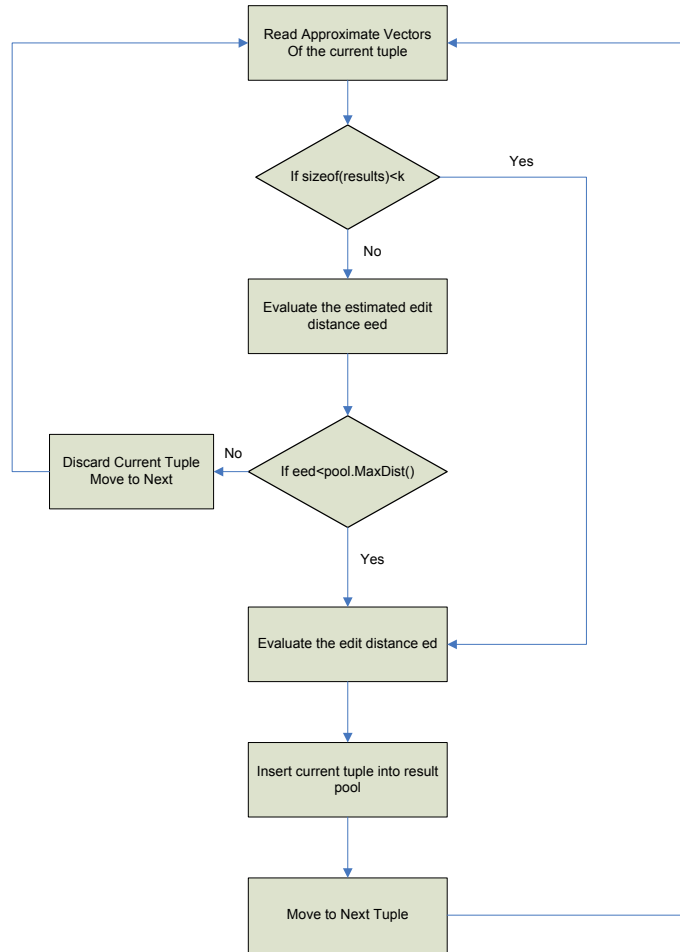 Read Approximate Vectors
Of the current tuple
If sizeof(results)<k
Yes
No
Evaluate the estimated edit
distance eed
Discard Current Tuple
Move to Next
No
If eed<pool.MaxDist()
Yes
Evaluate the edit distance ed
Insert current tuple into result
pool
Move to Next Tuple